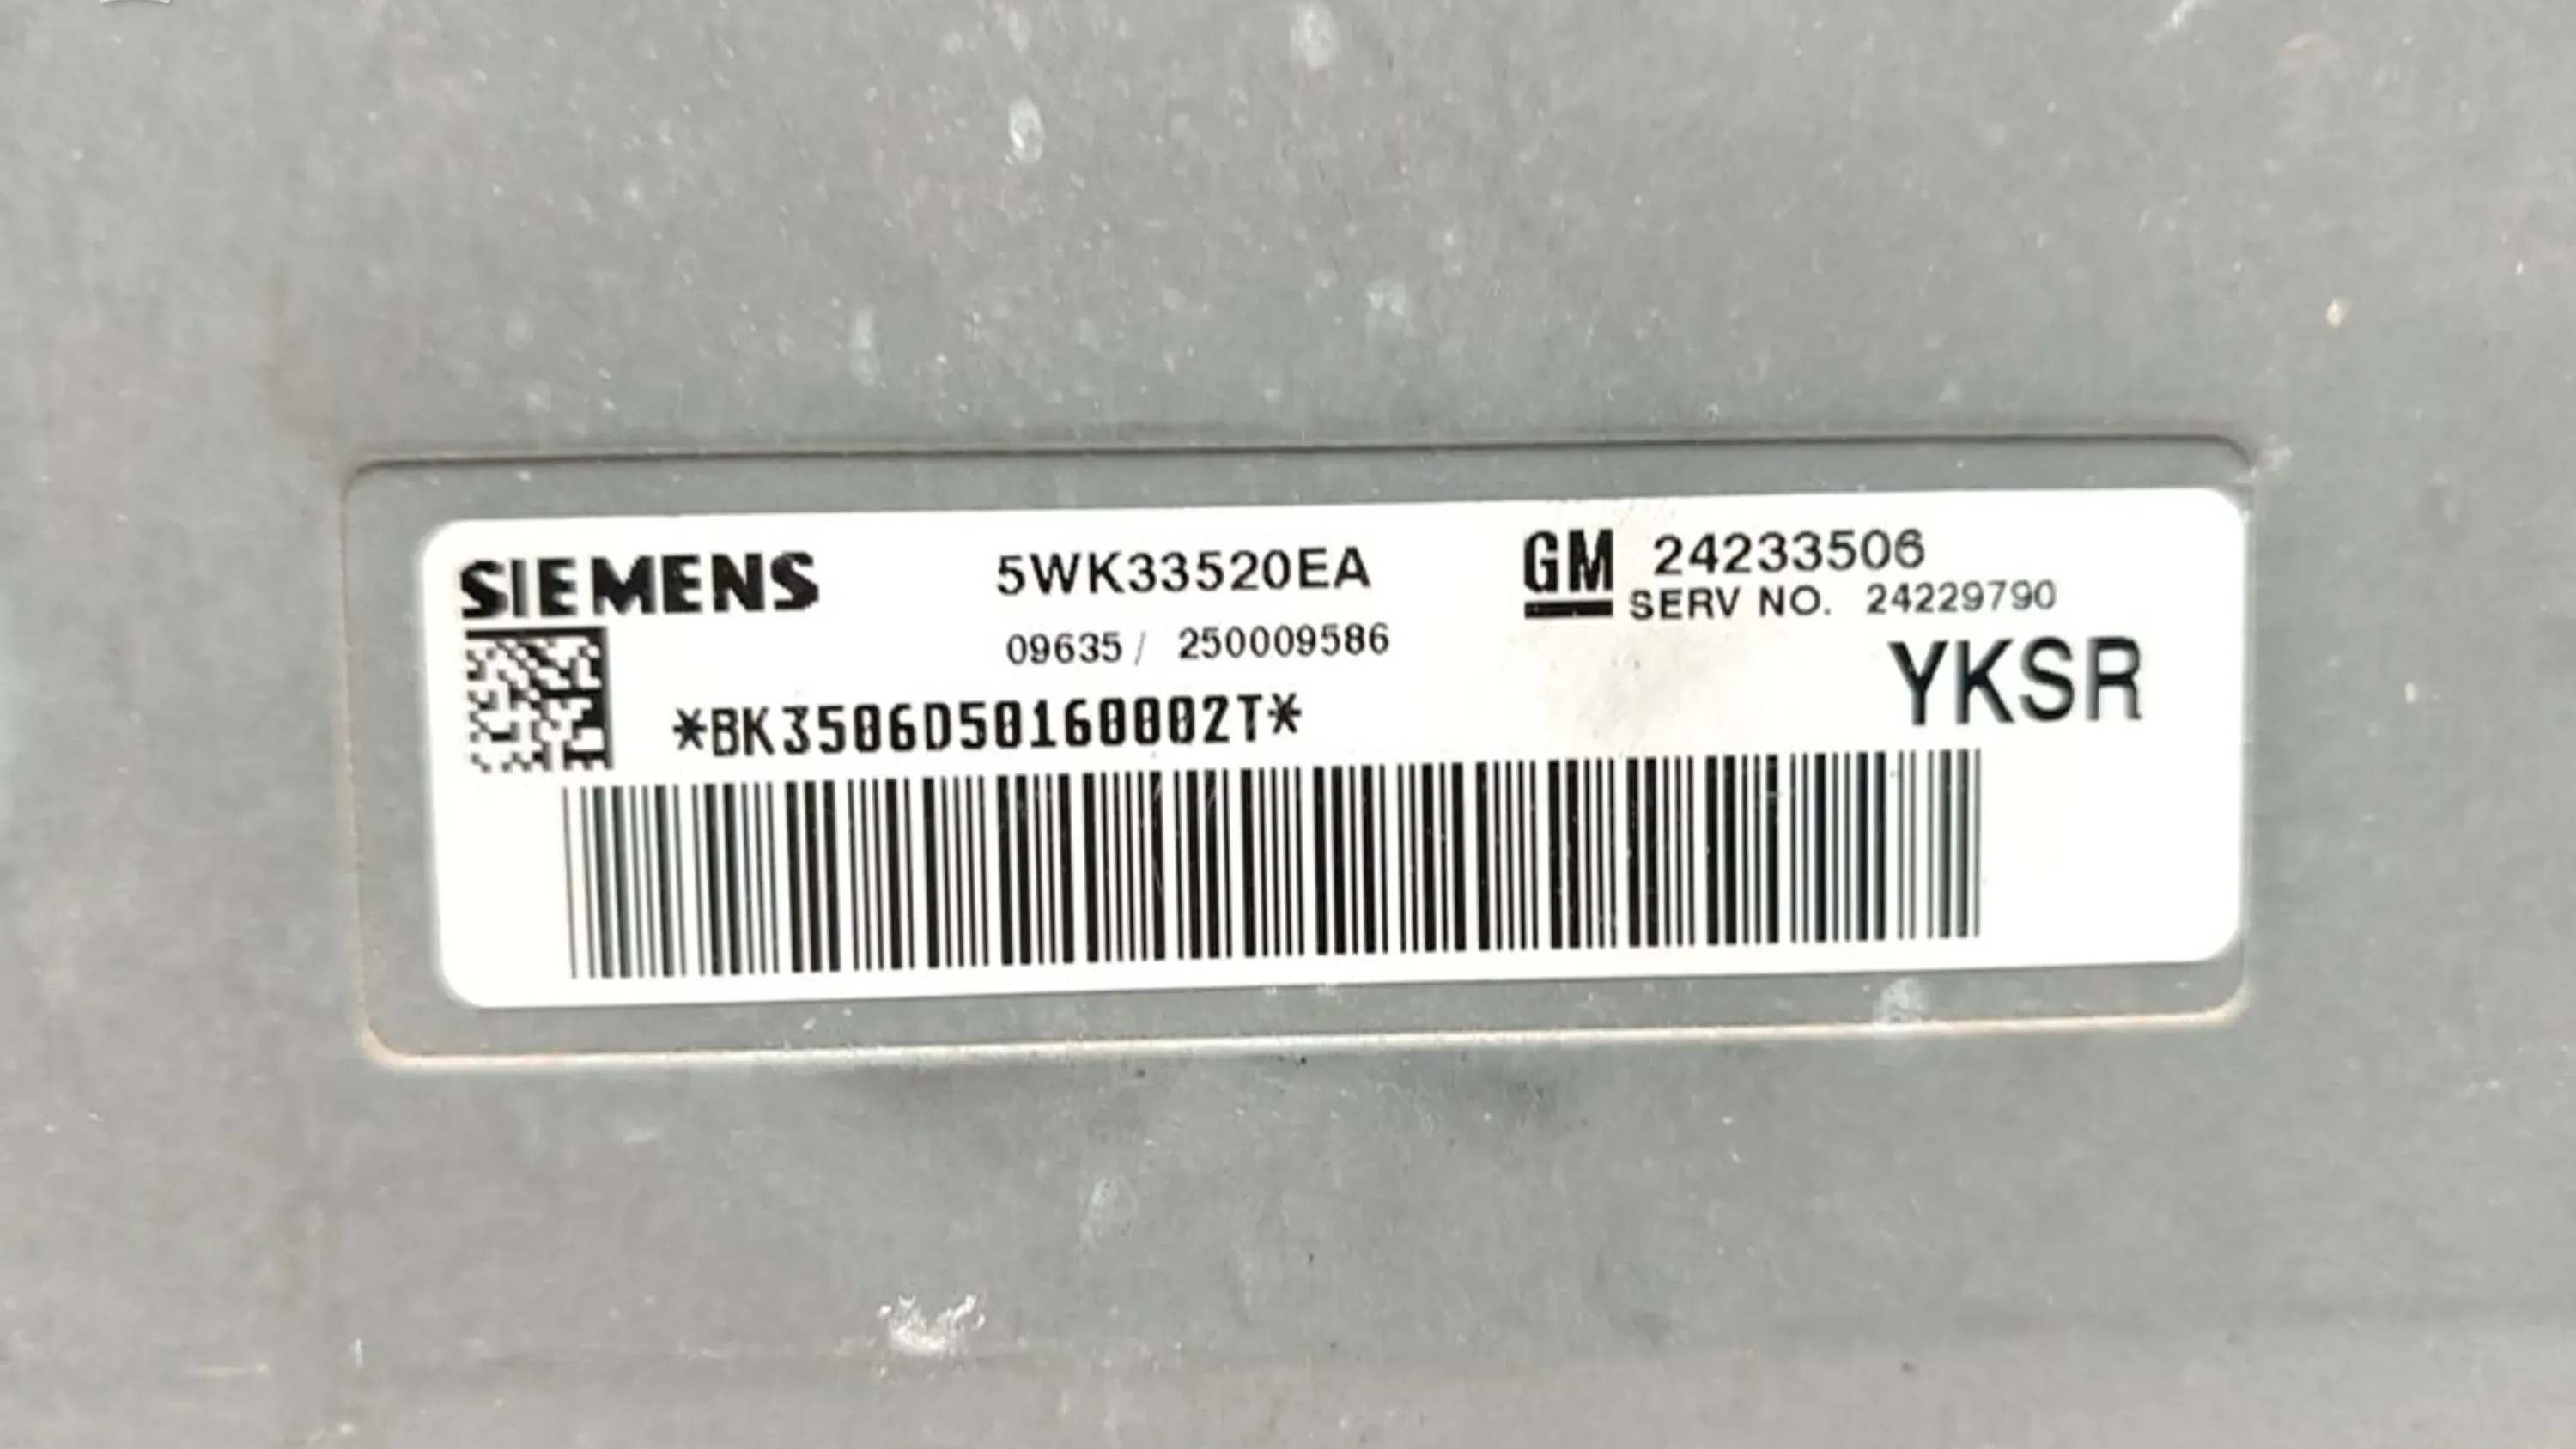 SIEMENS 5WK33520EA GM 24233506
SERV NO. 24229790
09635 / 250009586
YKSR
*BK3506D50160002T*